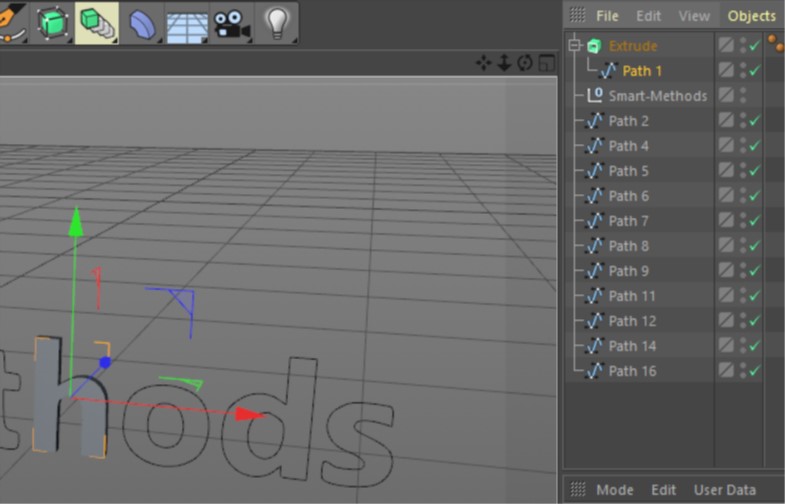 File Edit View Objects
Extrude
Path 1
Smart-Methods
Path 2
Path 4
Path 5
Path 6
Path 7
Path 8
Path 9
Path 11
Path 12
Path 14
Path 16
hods
Mode Edit User Data